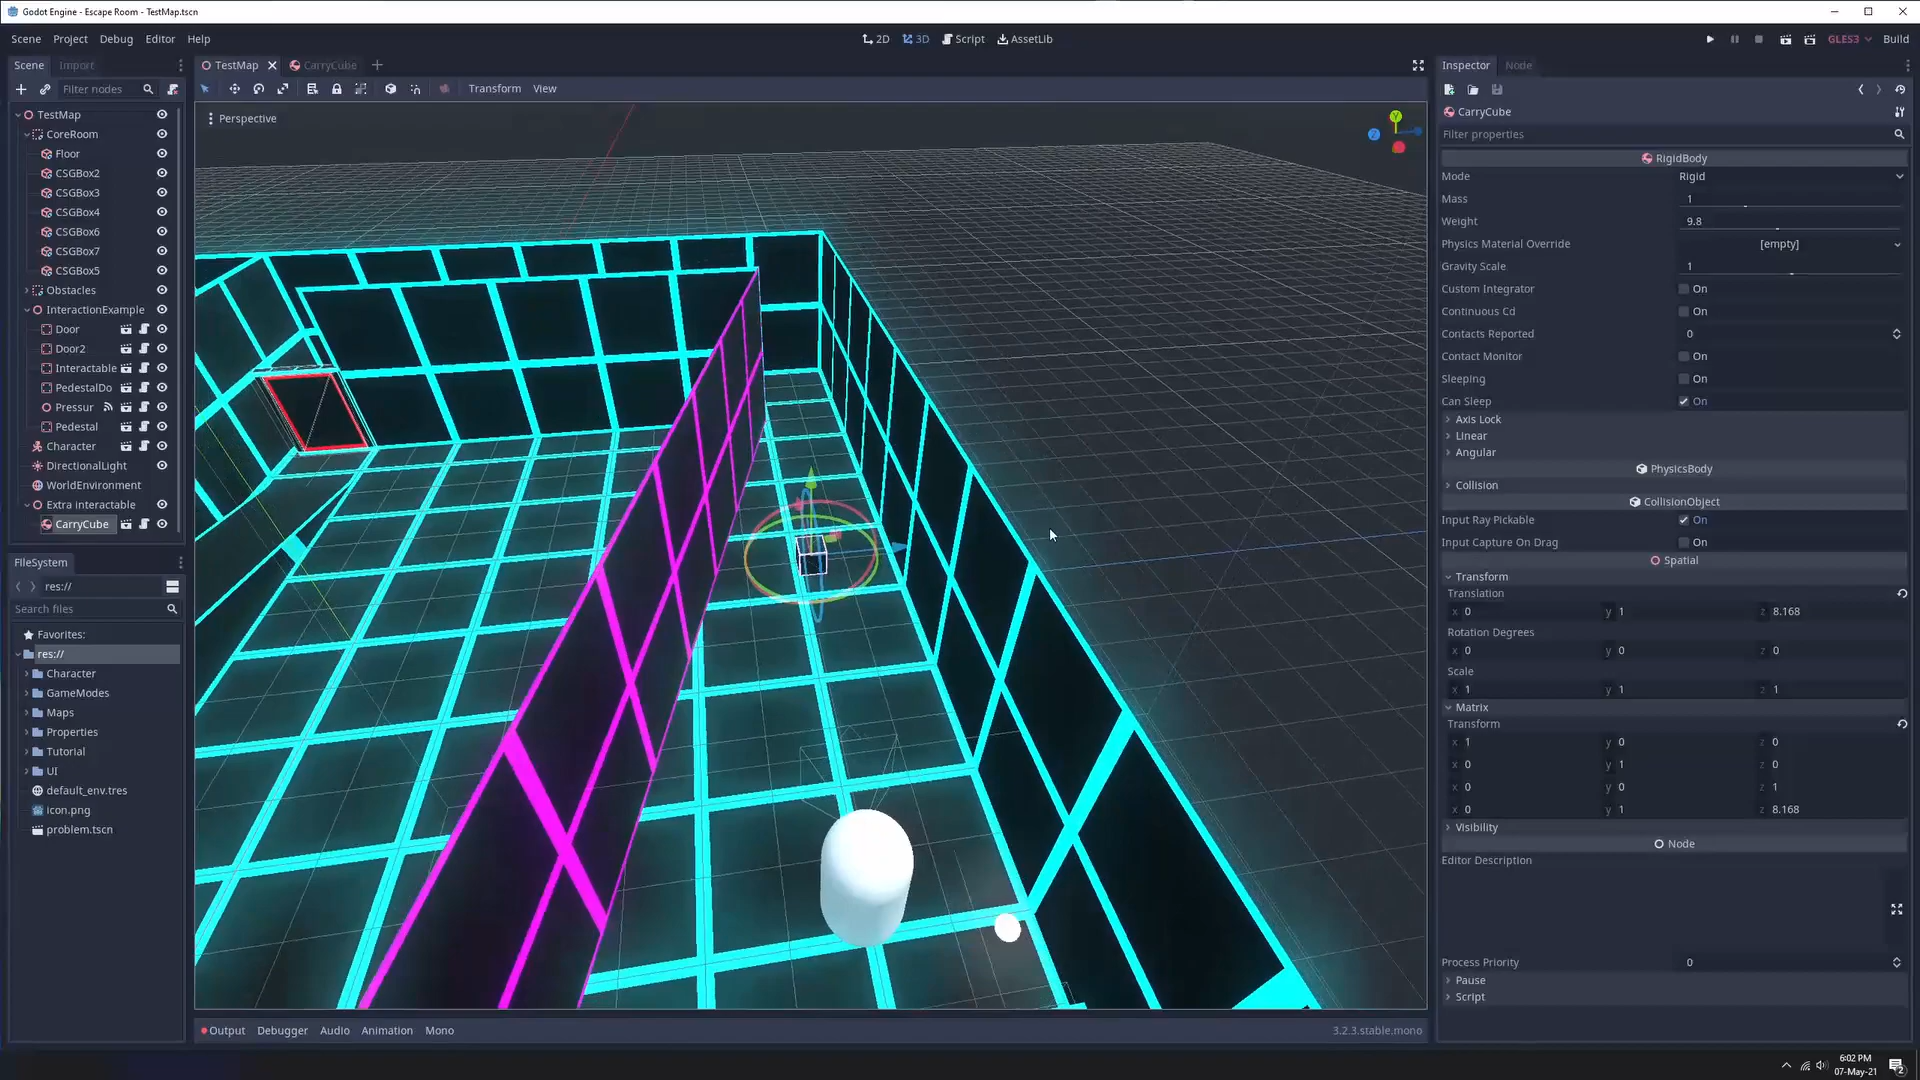 Godot Engine - Escape Room - TestMap.tscn
Scene Project Debug Editor Help
2D 3D Script AssetLib
GLES3 Build
Scene Import
Filter nodes
TestMap
CoreRoom
Floor
CSGBox2
CSGBox3
CSGBox4
CSGBox6
CSGBox7
CSGBox5
Obstacles
InteractionExample
Door
Door2
Interactable
PedestalDo
Pressur
Pedestal
Character
DirectionalLight
WorldEnvironment
Extra interactable
CarryCube
FileSystem
res://
Search files
Favorites:
res://
Character
GameModes
Maps
Properties
Tutorial
UI
default_env.tres
icon.png
problem.tscn
TestMap CarryCube
Transform View
Perspective
Y
Z
Output Debugger Audio Animation Mono
3.2.3.stable.mono
Inspector Node
CarryCube
Filter properties
RigidBody
Mode Rigid
Mass 1
Weight 9.8
Physics Material Override [empty]
Gravity Scale 1
Custom Integrator On
Continuous Cd On
Contacts Reported 0
Contact Monitor On
Sleeping On
Can Sleep On
Axis Lock
Linear
Angular
PhysicsBody
Collision
CollisionObject
Input Ray Pickable On
Input Capture On Drag On
Spatial
Transform
Translation
x 0 y 1 z 8.168
Rotation Degrees
x 0 y 0 z 0
Scale
x 1 y 1 z 1
Matrix
Transform
x 1 y 0 z 0
x 0 y 1 z 0
x 0 y 0 z 1
x 0 y 1 z 8.168
Visibility
Node
Editor Description
Process Priority 0
Pause
Script
6:02 PM
07-May-21
2